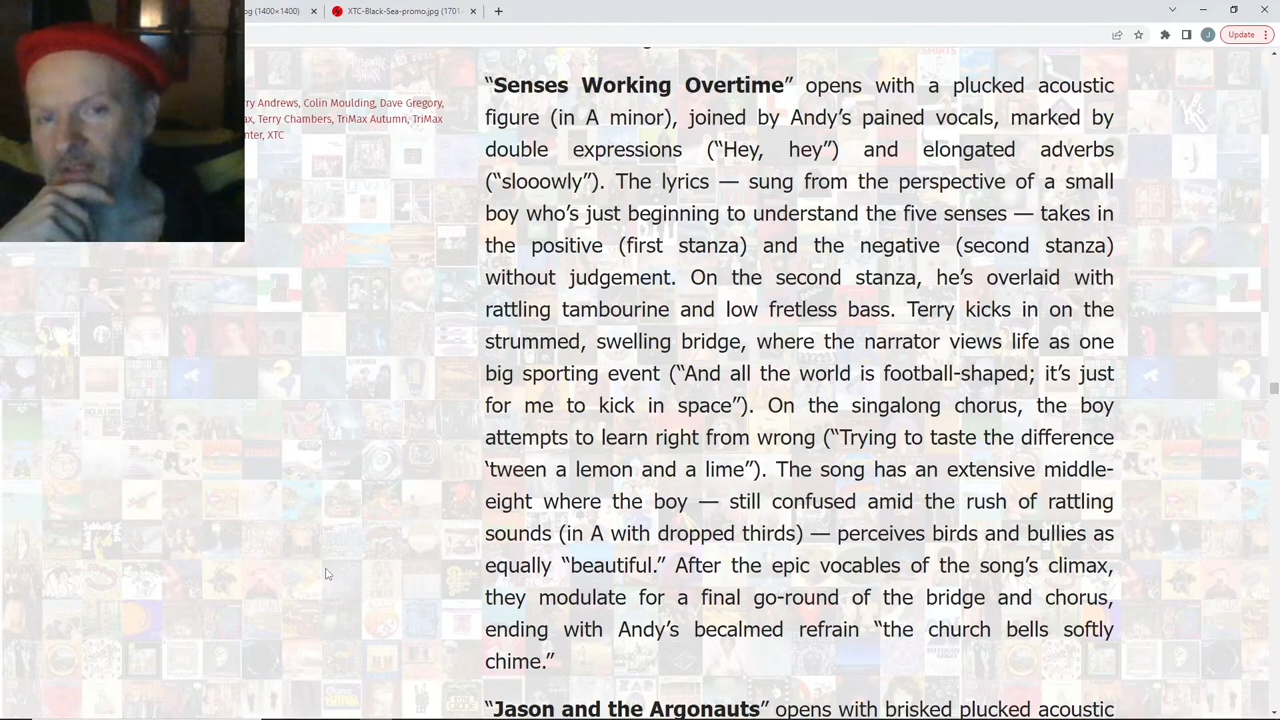 pg (1400×1400)
XTC-Black-Sea-promo.jpg (1701
Update
ry Andrews, Colin Moulding, Dave Gregory,
ax, Terry Chambers, TriMax Autumn, TriMax
nter, XTC
“Senses Working Overtime” opens with a plucked acoustic
figure (in A minor), joined by Andy’s pained vocals, marked by
double expressions (“Hey, hey”) and elongated adverbs
(“slooowly”). The lyrics — sung from the perspective of a small
boy who’s just beginning to understand the five senses — takes in
the positive (first stanza) and the negative (second stanza)
without judgement. On the second stanza, he’s overlaid with
rattling tambourine and low fretless bass. Terry kicks in on the
strummed, swelling bridge, where the narrator views life as one
big sporting event (“And all the world is football-shaped; it’s just
for me to kick in space”). On the singalong chorus, the boy
attempts to learn right from wrong (“Trying to taste the difference
‘tween a lemon and a lime”). The song has an extensive middle-
eight where the boy — still confused amid the rush of rattling
sounds (in A with dropped thirds) — perceives birds and bullies as
equally “beautiful.” After the epic vocables of the song’s climax,
they modulate for a final go-round of the bridge and chorus,
ending with Andy’s becalmed refrain “the church bells softly
chime.”
“Jason and the Argonauts” opens with brisked plucked acoustic